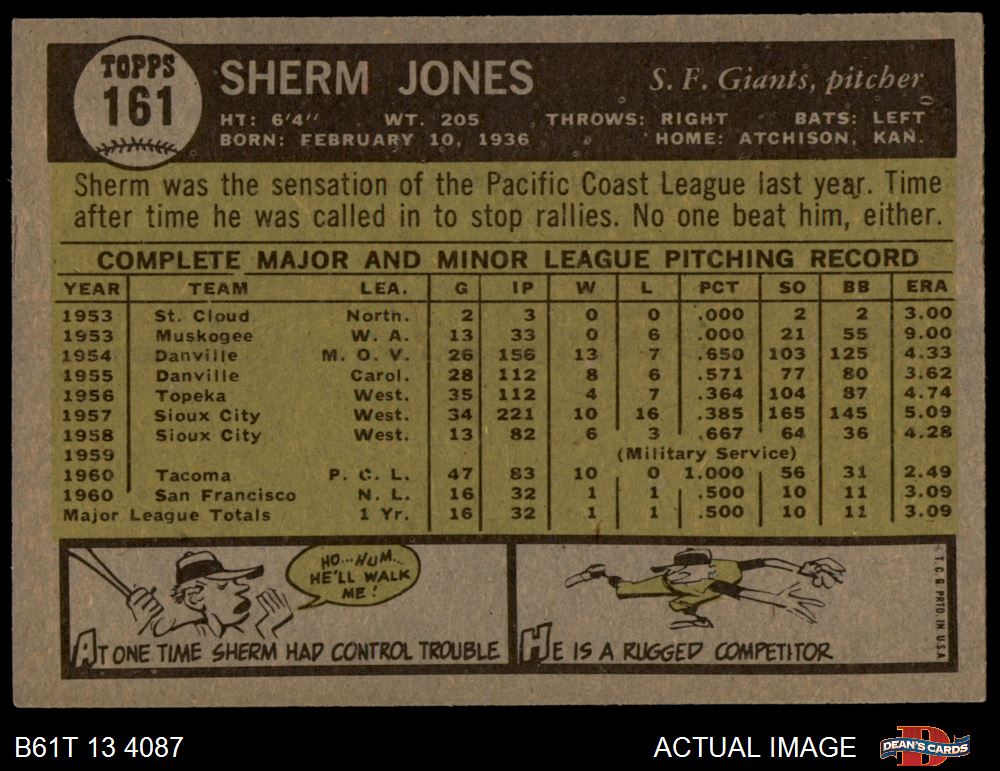 TOPPS
161
SHERM JONES
S. F. Giants, pitcher
HT: 6'4" WT. 205 THROWS: RIGHT BATS: LEFT
BORN: FEBRUARY 10, 1936 HOME: ATCHISON, KAN.
Sherm was the sensation of the Pacific Coast League last year. Time
after time he was called in to stop rallies. No one beat him, either.
COMPLETE MAJOR AND MINOR LEAGUE PITCHING RECORD
YEAR TEAM LEA. G IP W L PCT SO BB ERA
1953 St. Cloud North. 2 3 0 0 .000 2 2 3.00
1953 Muskogee W. A. 13 33 0 6 .000 21 55 9.00
1954 Danville M. O. V. 26 156 13 7 .650 103 125 4.33
1955 Danville Carol. 28 112 8 6 .571 77 80 3.62
1956 Topeka West. 35 112 4 7 .364 104 87 4.74
1957 Sioux City West. 34 221 10 16 .385 165 145 5.09
1958 Sioux City West. 13 82 6 3 .667 64 36 4.28
1959 (Military Service)
1960 Tacoma P. C. L. 47 83 10 0 1.000 56 31 2.49
1960 San Francisco N. L. 16 32 1 1 .500 10 11 3.09
Major League Totals 1 Yr. 16 32 1 1 .500 10 11 3.09
HO...HUM...
HE'LL WALK
ME!
AT ONE TIME SHERM HAD CONTROL TROUBLE
HE IS A RUGGED COMPETITOR
T. C. G. PRTD. IN U.S.A
B61T 13 4087
ACTUAL IMAGE
DEAN'S CARDS